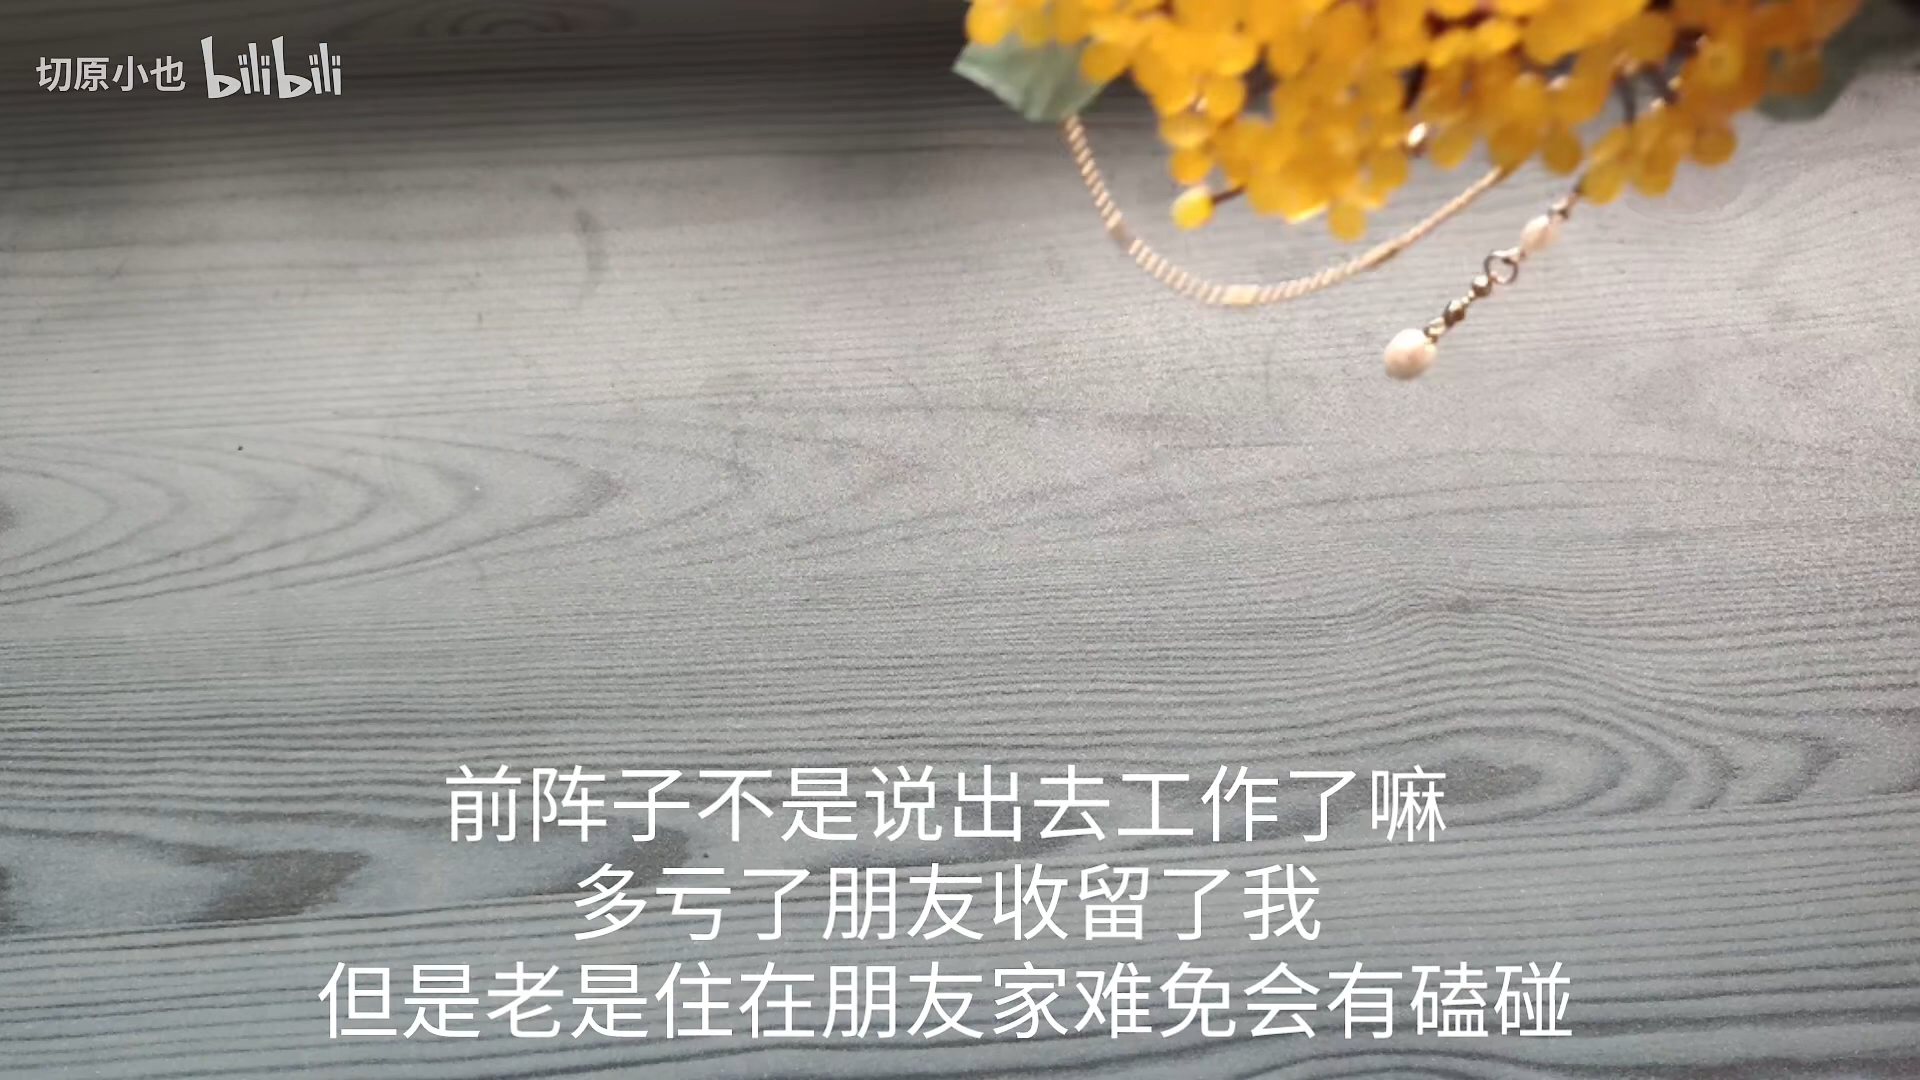 切原小也 bilibili
前阵子不是说出去工作了嘛
多亏了朋友收留了我
但是老是住在朋友家难免会有磕碰